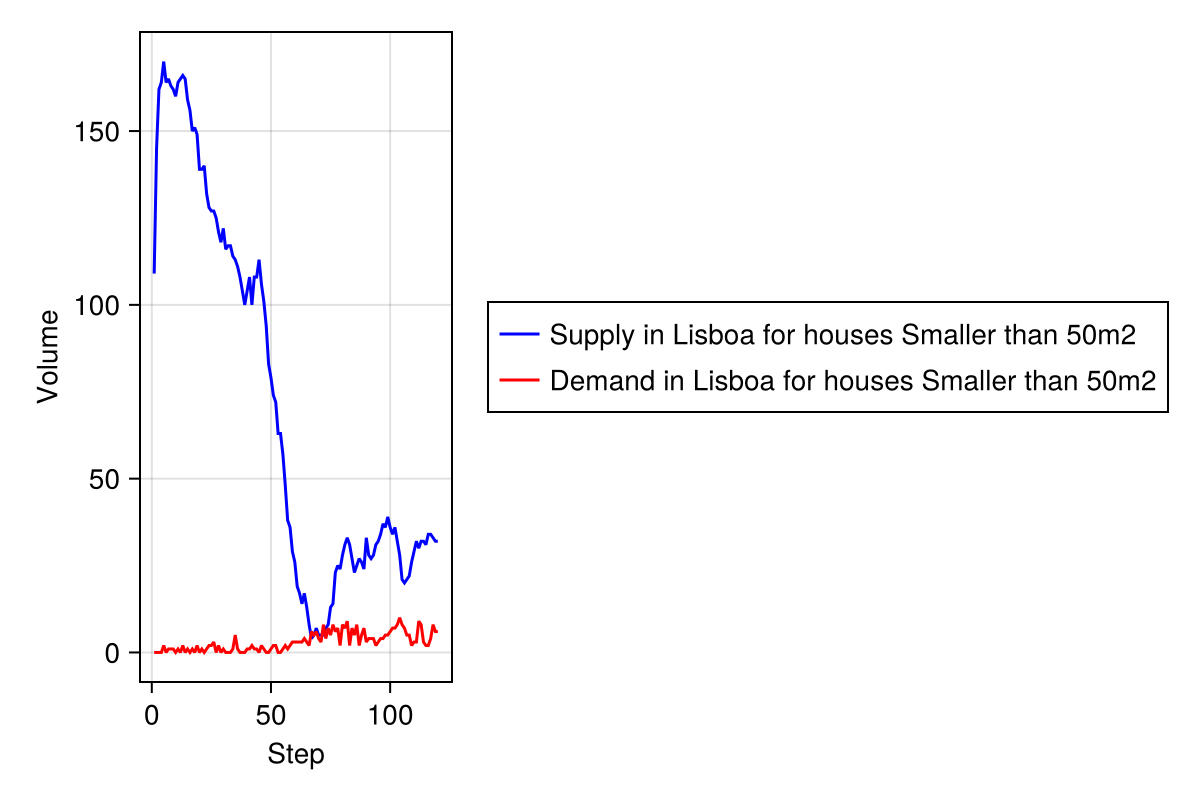 150
100
50
0
Volume
0 50 100
Step
Supply in Lisboa for houses Smaller than 50m2
Demand in Lisboa for houses Smaller than 50m2